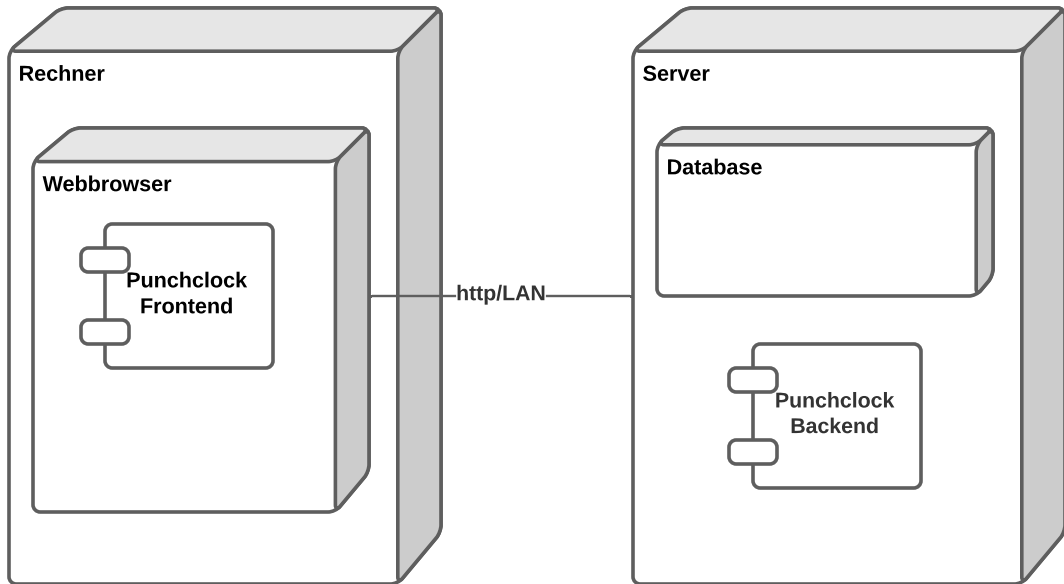 Rechner
Webbrowser
Punchclock
Frontend
http/LAN
Server
Database
Punchclock
Backend